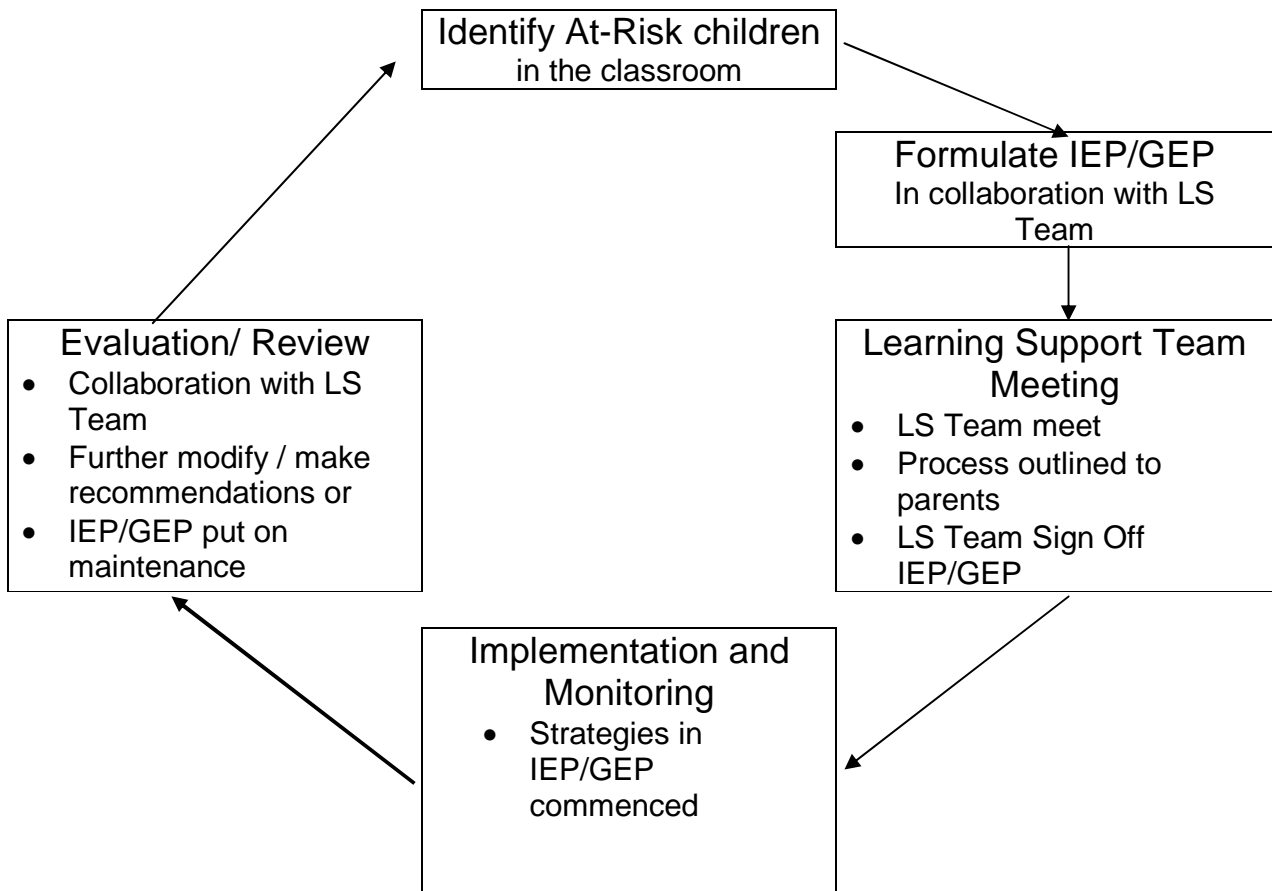 Identify At-Risk children
in the classroom
Formulate IEP/GEP
In collaboration with LS
Team
Learning Support Team
Meeting
• LS Team meet
• Process outlined to
parents
• LS Team Sign Off
IEP/GEP
Implementation and
Monitoring
• Strategies in
IEP/GEP
commenced
Evaluation/ Review
• Collaboration with LS
Team
• Further modify / make
recommendations or
• IEP/GEP put on
maintenance